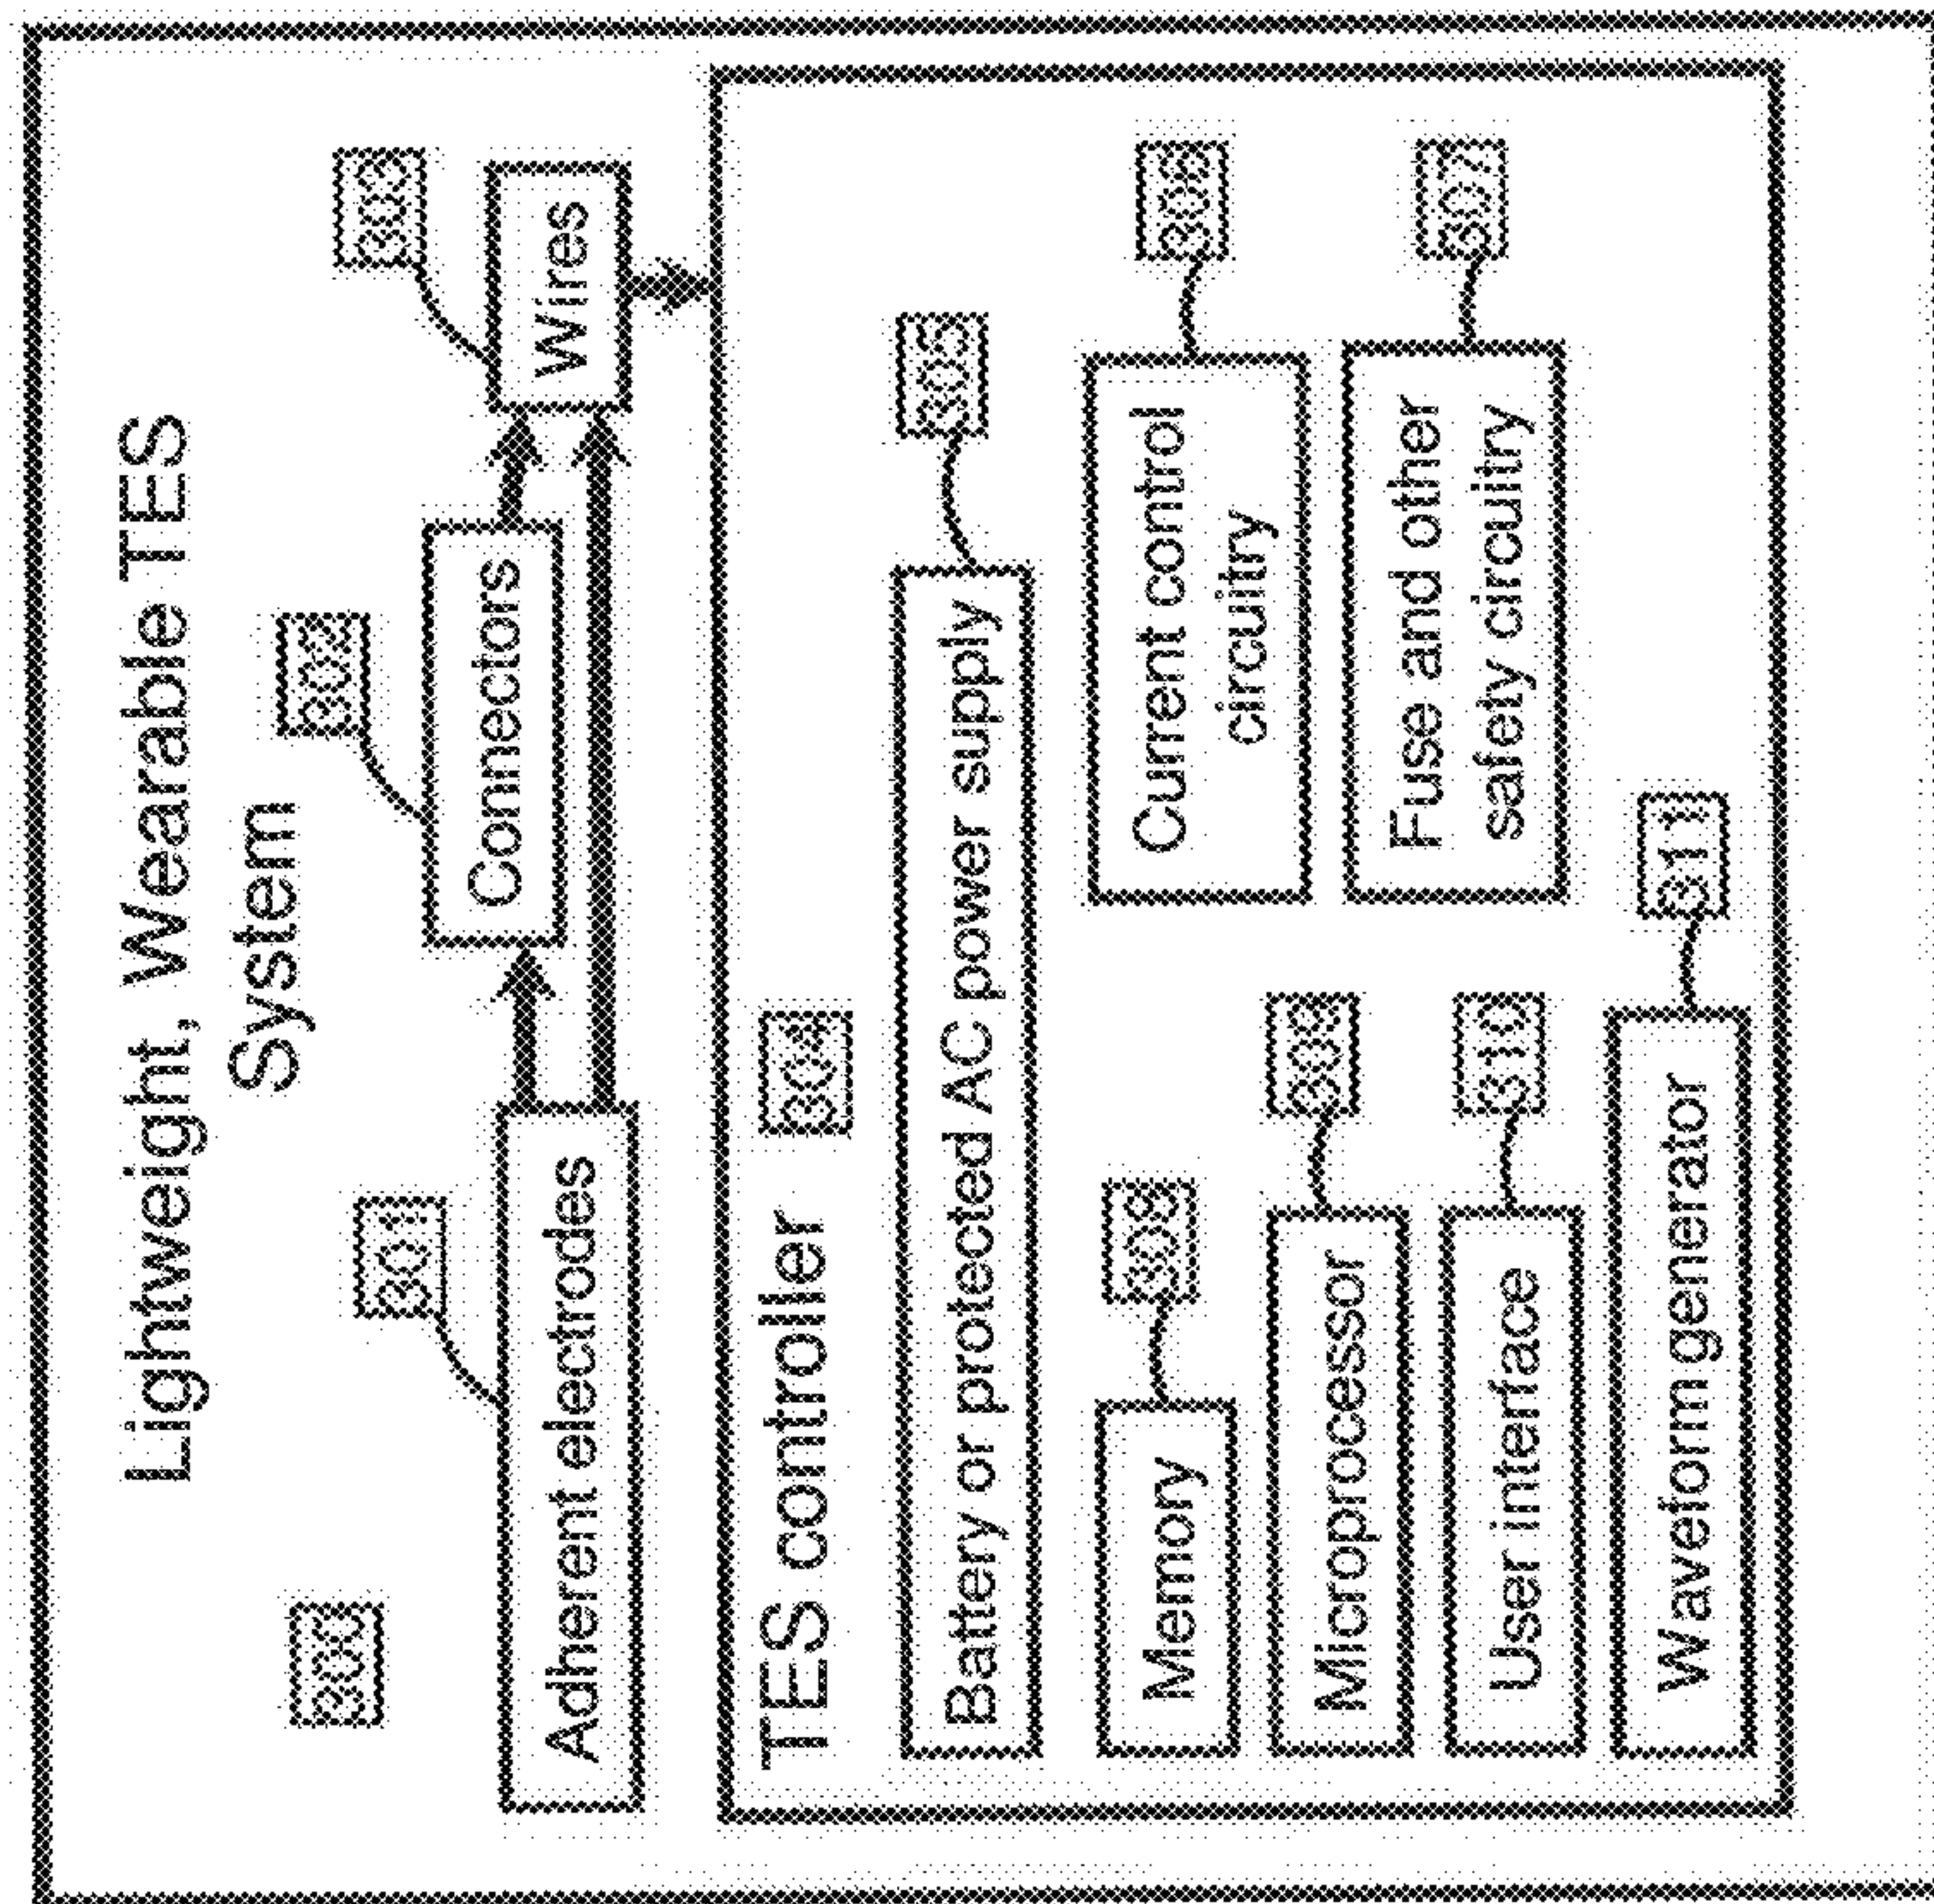 Lightweight, Wearable TES
System
300
301
302
303
Adherent electrodes
Connectors
Wires
TES controller
304
305
Battery or protected AC power supply
Memory
308
Current control
circuitry
306
Microprocessor
309
Fuse and other
safety circuitry
307
User interface
310
Waveform generator
311